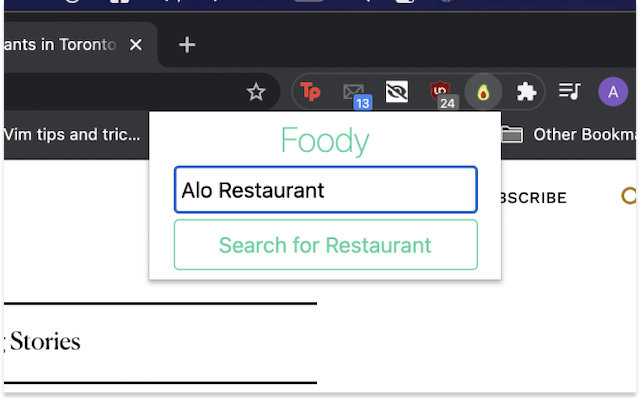 ants in Toronto
Tp
13
24
A
Vim tips and tric...
Other Bookma
Foody
Alo Restaurant
BSCRIBE
Search for Restaurant
Stories